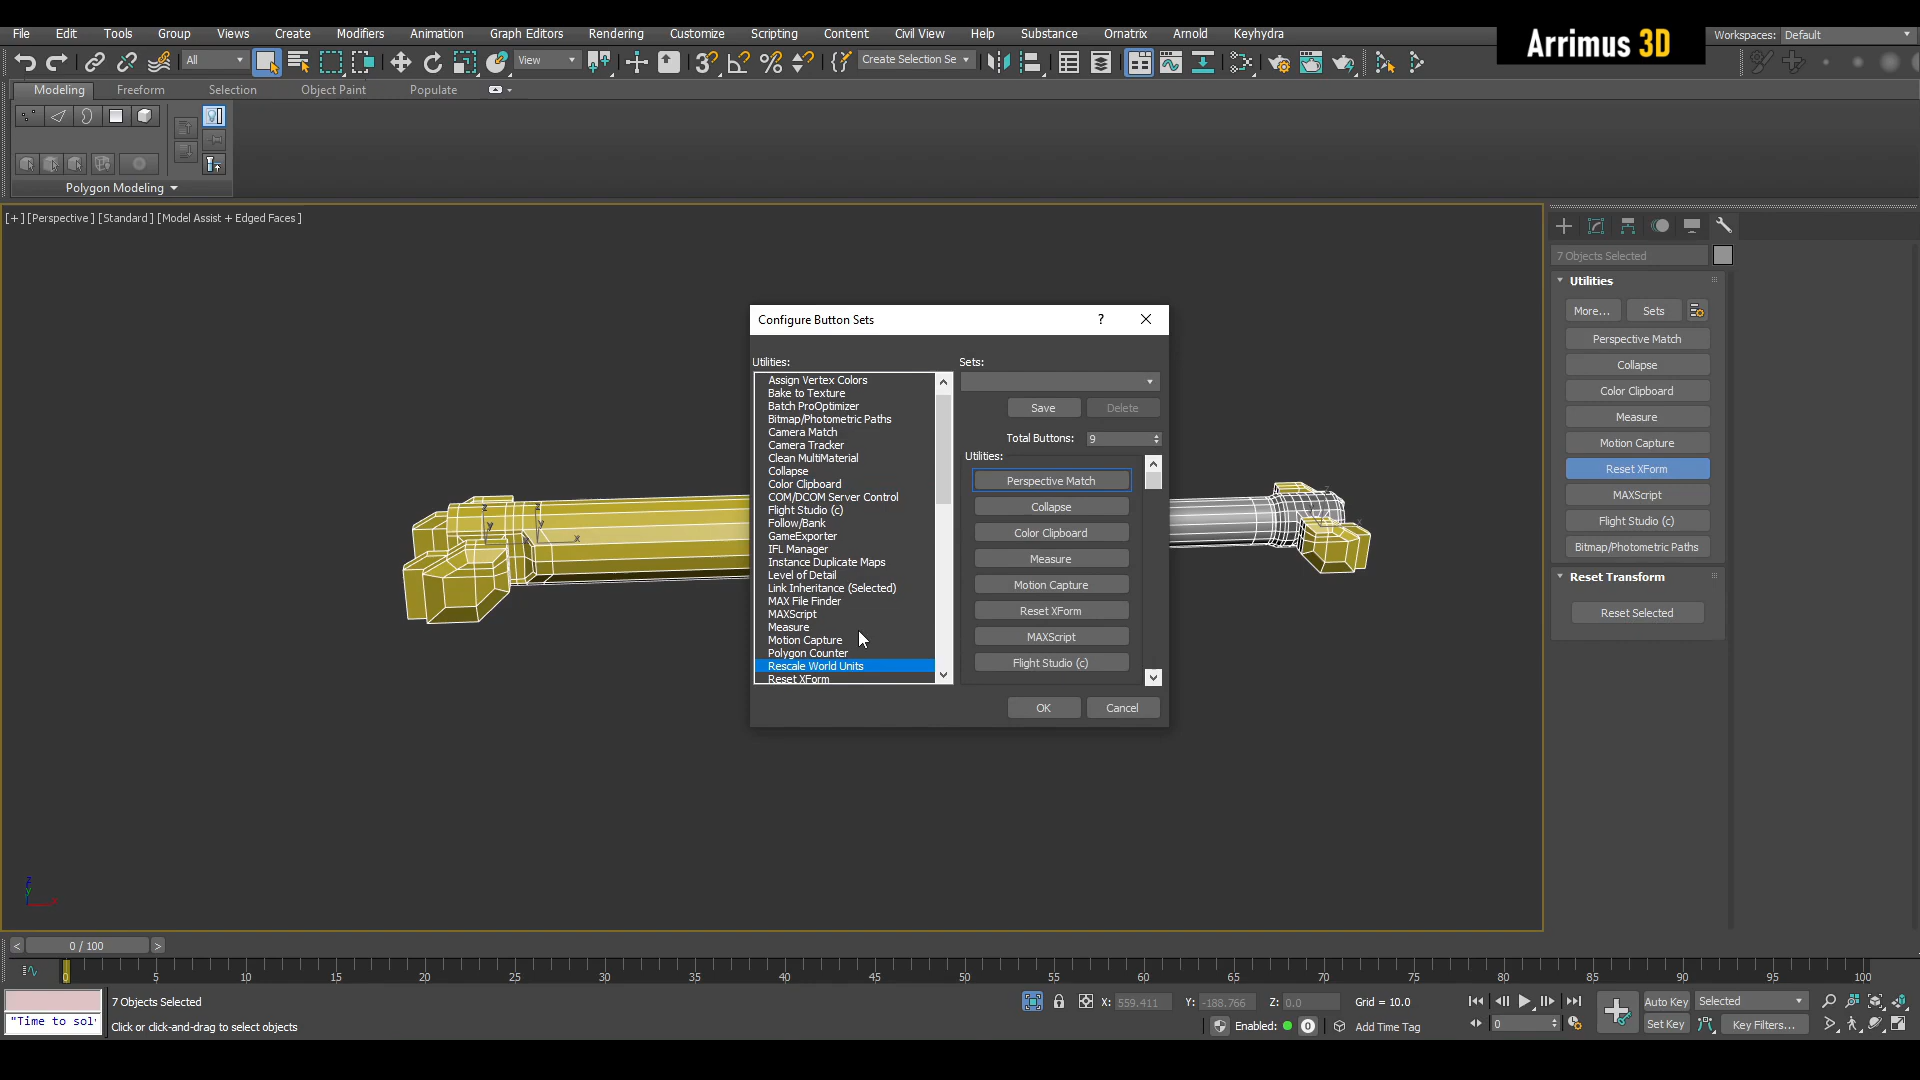 File Edit Tools Group Views Create Modifiers Animation Graph Editors Rendering Customize Scripting Content Civil View Help Substance Ornatrix Arnold Keyhydra
Arrimus 3D
Workspaces: Default
All
View
Create Selection Se
Modeling Freeform Selection Object Paint Populate
Polygon Modeling
[+] [Perspective ] [Standard ] [Model Assist + Edged Faces ]
7 Objects Selected
Utilities
More... Sets
Perspective Match
Collapse
Color Clipboard
Measure
Motion Capture
Reset XForm
MAXScript
Flight Studio (c)
Bitmap/Photometric Paths
Reset Transform
Reset Selected
Configure Button Sets ?
Utilities:
Assign Vertex Colors
Bake to Texture
Batch ProOptimizer
Bitmap/Photometric Paths
Camera Match
Camera Tracker
Clean MultiMaterial
Collapse
Color Clipboard
COM/DCOM Server Control
Flight Studio (c)
Follow/Bank
GameExporter
IFL Manager
Instance Duplicate Maps
Level of Detail
Link Inheritance (Selected)
MAX File Finder
MAXScript
Measure
Motion Capture
Polygon Counter
Rescale World Units
Reset XForm
Sets:
Save Delete
Total Buttons: 9
Utilities:
Perspective Match
Collapse
Color Clipboard
Measure
Motion Capture
Reset XForm
MAXScript
Flight Studio (c)
OK Cancel
z y x
z y x
z y x
< 0 / 100 >
0 5 10 15 20 25 30 35 40 45 50 55 60 65 70 75 80 85 90 95 100
7 Objects Selected
"Time to sol
Click or click-and-drag to select objects
X: 559.411 Y: -188.766 Z: 0.0 Grid = 10.0
Enabled: 0 Add Time Tag
0
Auto Key Selected
Set Key Key Filters...